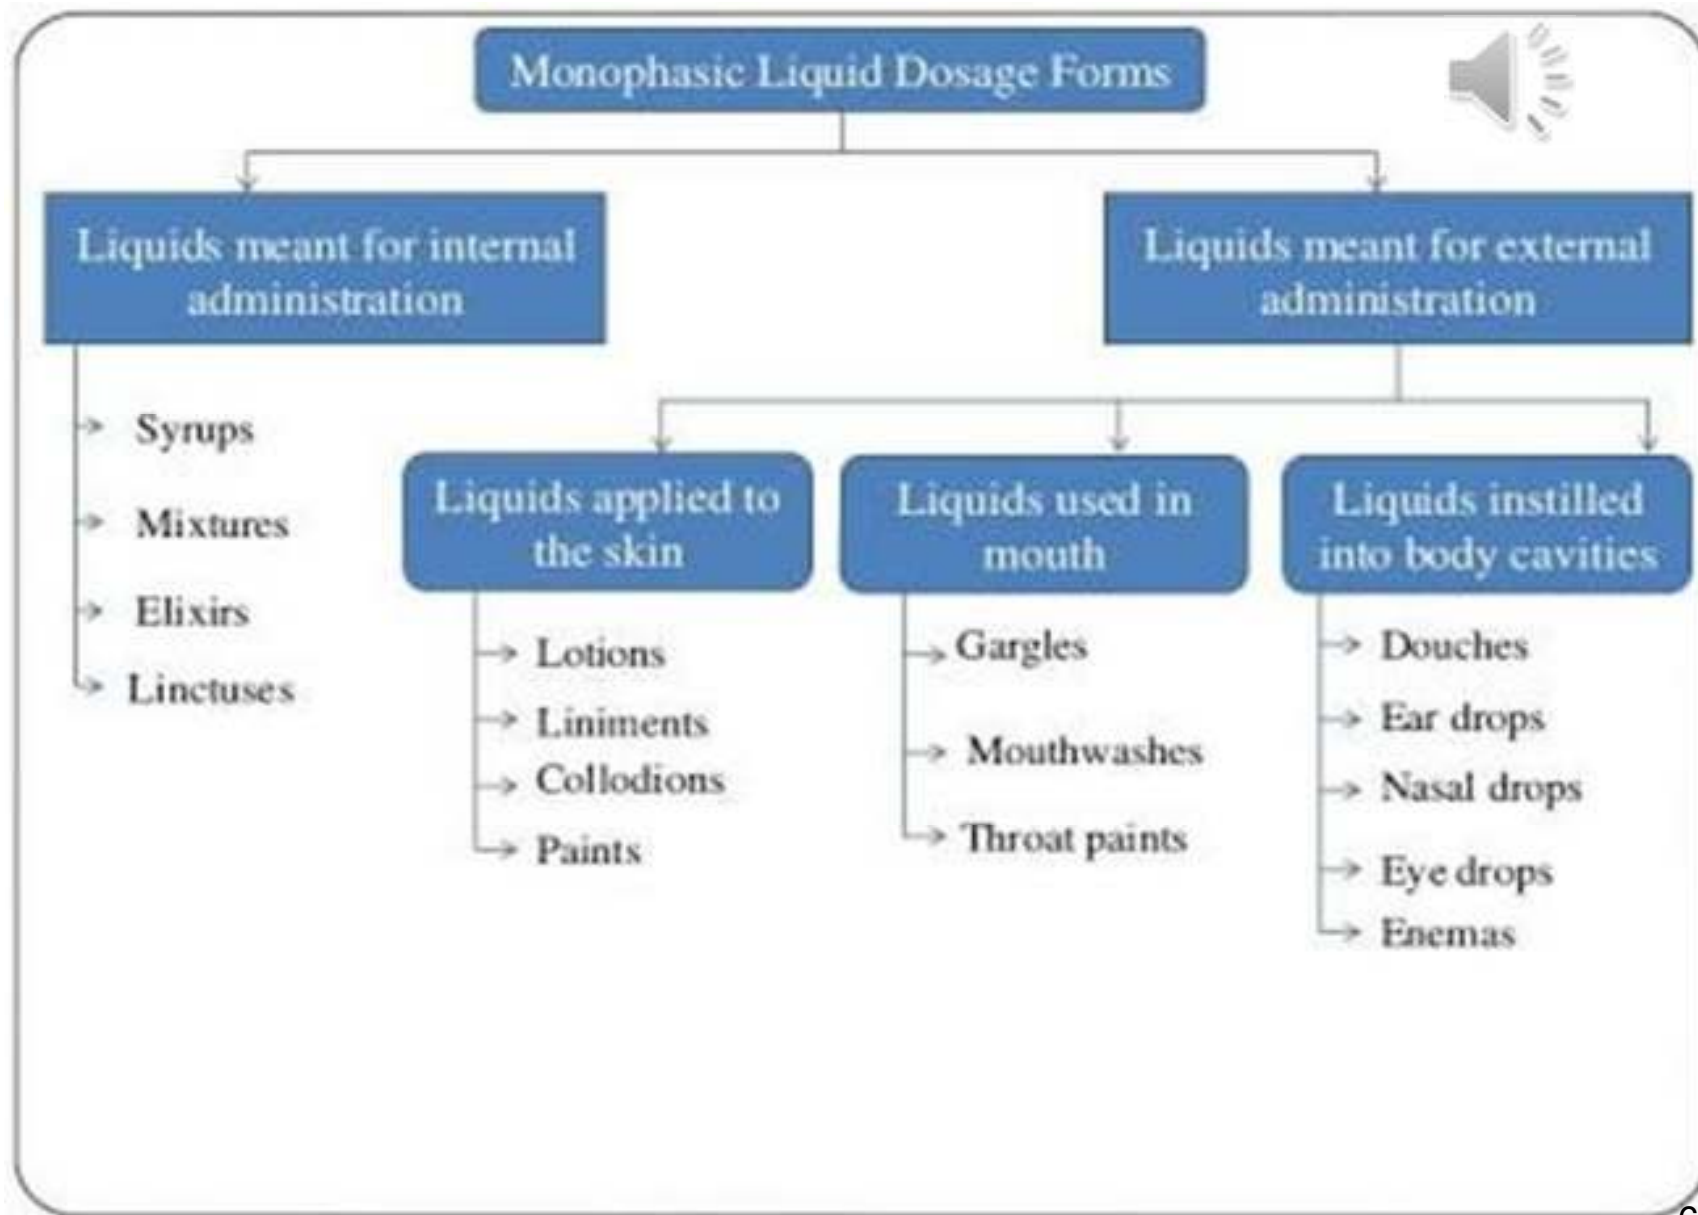 Monophasic Liquid Dosage Forms
Liquids meant for internal
administration
Syrups
Mixtures
Elixirs
Linctuses
Liquids meant for external
administration
Liquids applied to
the skin
Lotions
Liniments
Collodions
Paints
Liquids used in
mouth
Gargles
Mouthwashes
Throat paints
Liquids instilled
into body cavities
Douches
Ear drops
Nasal drops
Eye drops
Enemas